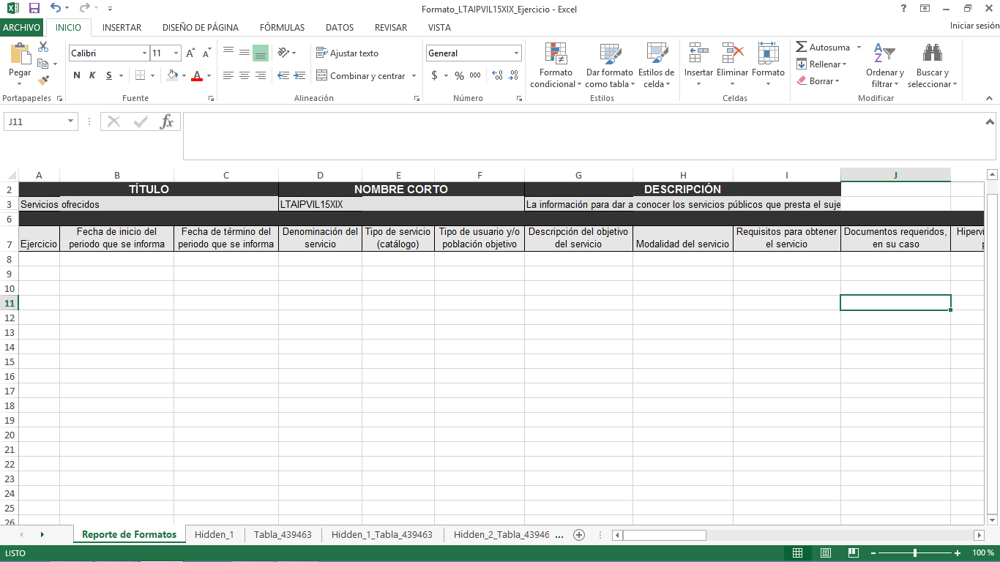 Formato_LTAIPVIL15XIX_Ejercicio - Excel
ARCHIVO INICIO INSERTAR DISEÑO DE PÁGINA FÓRMULAS DATOS REVISAR VISTA Iniciar sesión
Pegar
Portapapeles
Calibri 11
N K S
Fuente
Ajustar texto
Combinar y centrar
Alineación
General
$ % 000
Número
Formato condicional
Dar formato como tabla
Estilos de celda
Estilos
Insertar Eliminar Formato
Celdas
Autosuma
Rellenar
Borrar
Ordenar y filtrar
Buscar y seleccionar
Modificar
J11
fx
A B C D E F G H I J
2 TÍTULO NOMBRE CORTO DESCRIPCIÓN
3 Servicios ofrecidos LTAIPVIL15XIX La información para dar a conocer los servicios públicos que presta el suje
6
7 Ejercicio Fecha de inicio del periodo que se informa Fecha de término del periodo que se informa Denominación del servicio Tipo de servicio (catálogo) Tipo de usuario y/o población objetivo Descripción del objetivo del servicio Modalidad del servicio Requisitos para obtener el servicio Documentos requeridos, en su caso Hipervi
8
9
10
11
12
13
14
15
16
17
18
19
20
21
22
23
24
25
26
Reporte de Formatos Hidden_1 Tabla_439463 Hidden_1_Tabla_439463 Hidden_2_Tabla_43946 ...
LISTO 100 %